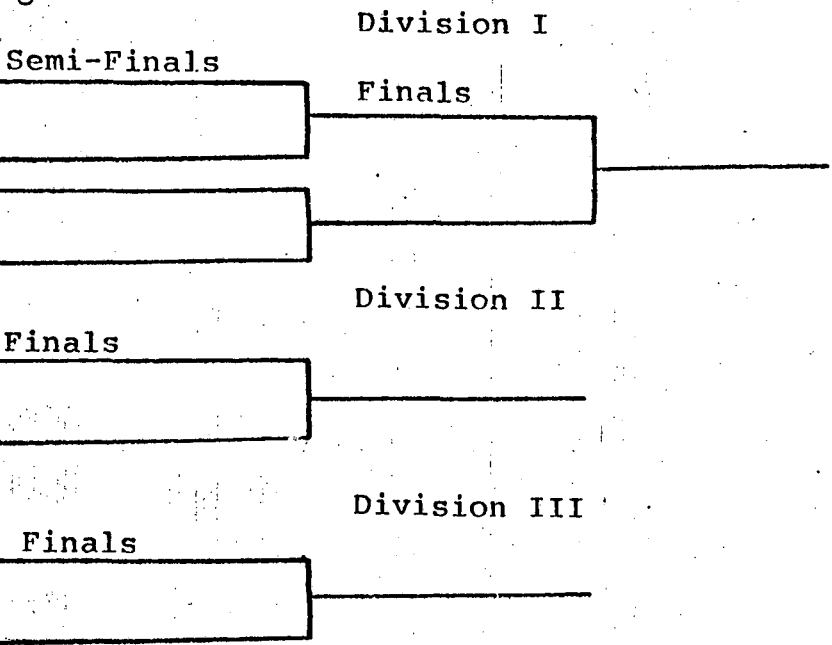 Division I
Semi-Finals
Finals
Division II
Finals
Division III
Finals